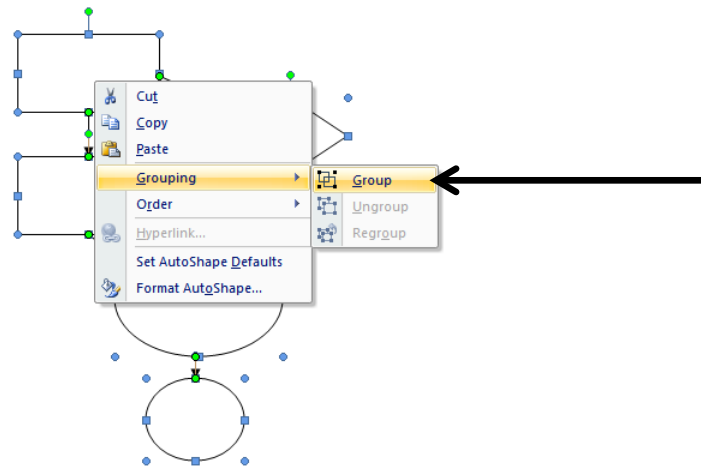 Cut
Copy
Paste
Grouping
Group
Order
Ungroup
Hyperlink...
Regroup
Set AutoShape Defaults
Format AutoShape...